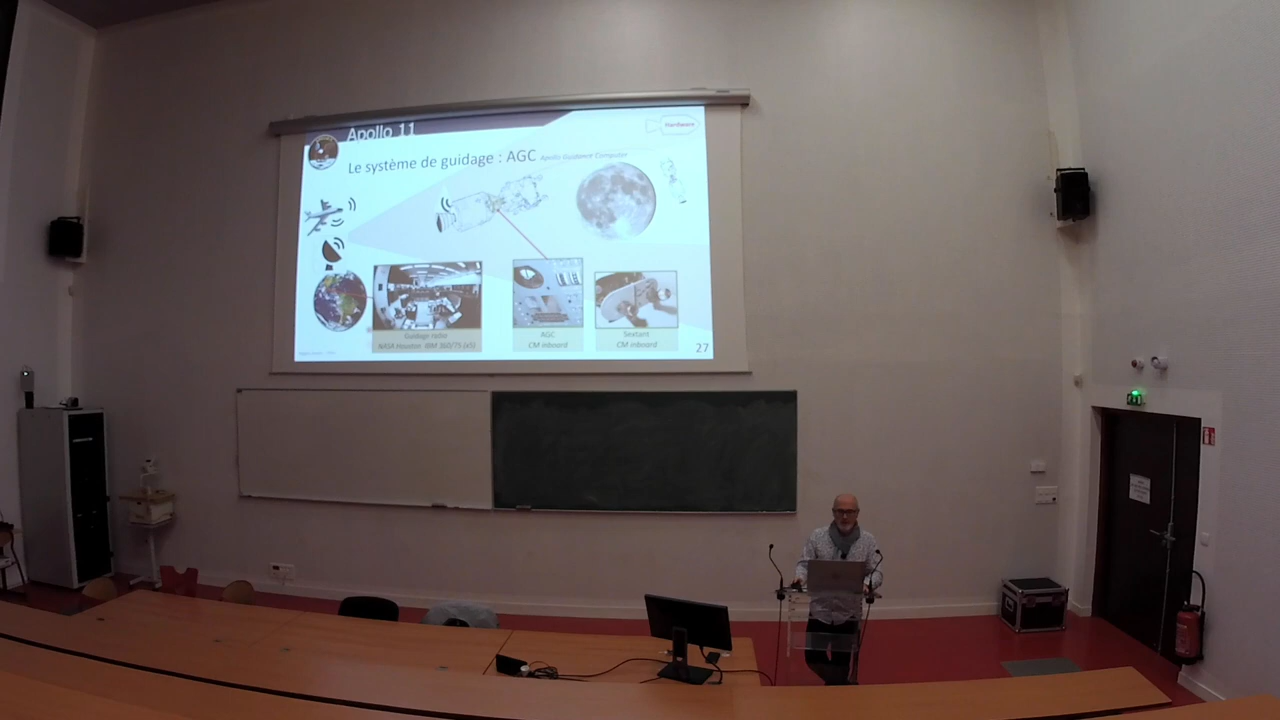 Apollo 11
Hardware
Le système de guidage : AGC Apollo Guidance Computer
Guidage radio
NASA Houston IBM 360/75 (x5)
AGC
CM inboard
Sextant
CM inboard
27